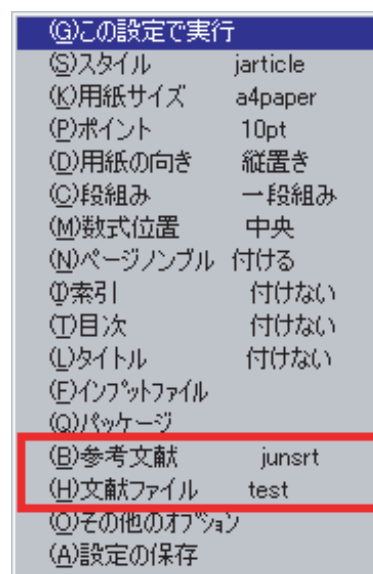 (G)この設定で実行
(S)スタイル jarticle
(K)用紙サイズ a4paper
(P)ポイント 10pt
(D)用紙の向き 縦置き
(C)段組み 一段組み
(M)数式位置 中央
(N)ページノンブル 付ける
(I)索引 付けない
(T)目次 付けない
(L)タイトル 付けない
(F)インプットファイル
(Q)パッケージ
(B)参考文献 junsrt
(H)文献ファイル test
(O)その他のオプション
(A)設定の保存